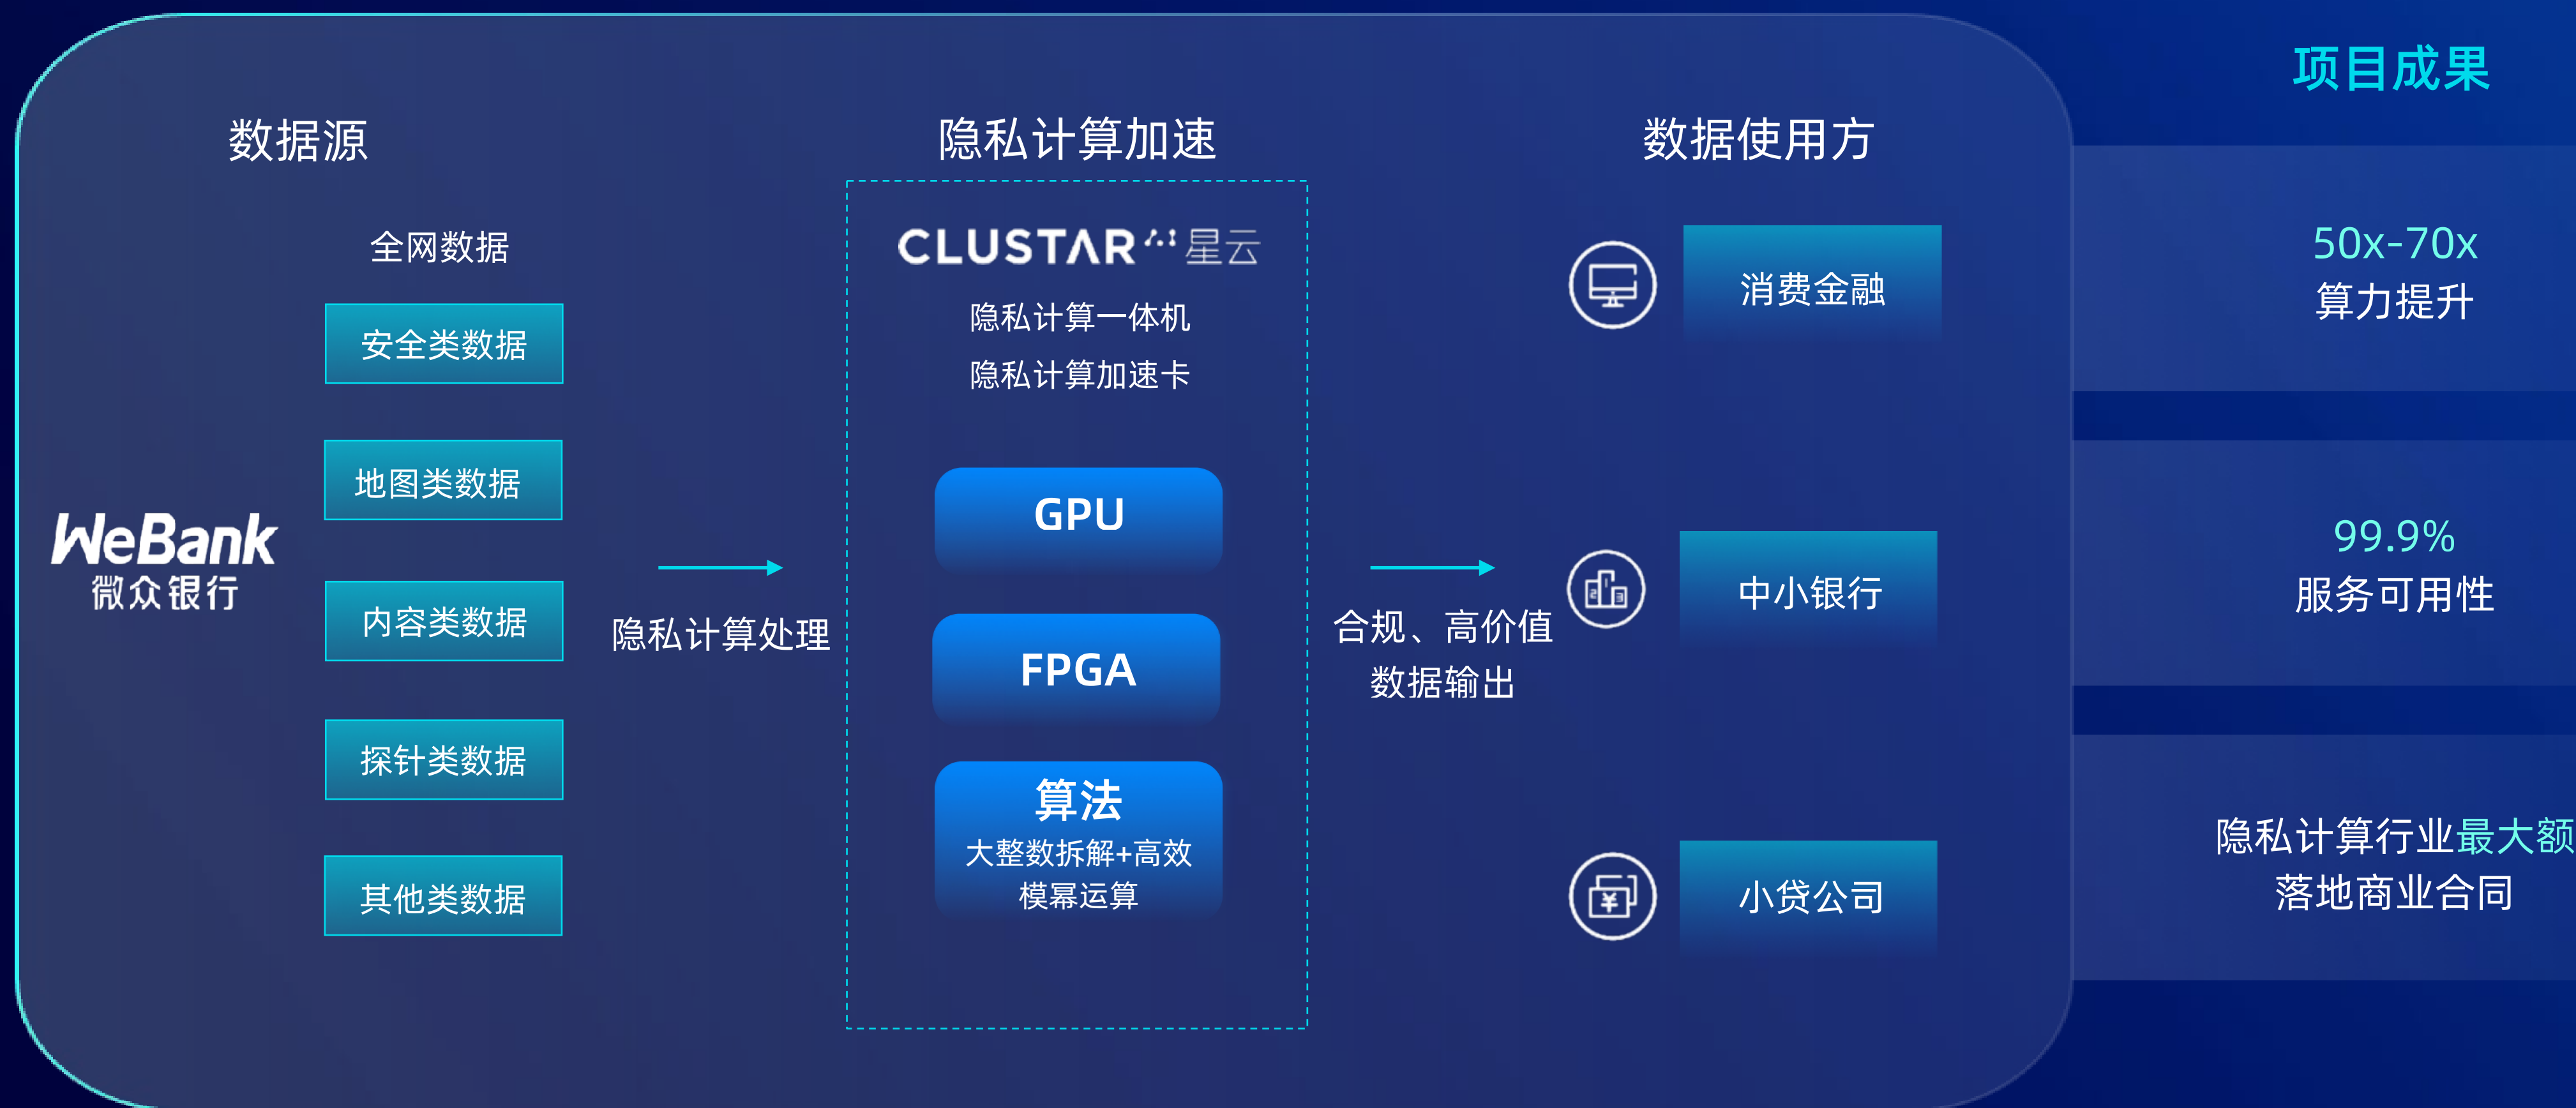 项目成果
数据源
隐私计算加速
数据使用方
全网数据
安全类数据
地图类数据
内容类数据
探针类数据
其他类数据
WeBank
微众银行
隐私计算处理
CLUSTAR 星云
隐私计算一体机
隐私计算加速卡
GPU
FPGA
算法
大整数拆解+高效
模幂运算
合规、高价值
数据输出
消费金融
中小银行
小贷公司
50x-70x
算力提升
99.9%
服务可用性
隐私计算行业最大额
落地商业合同